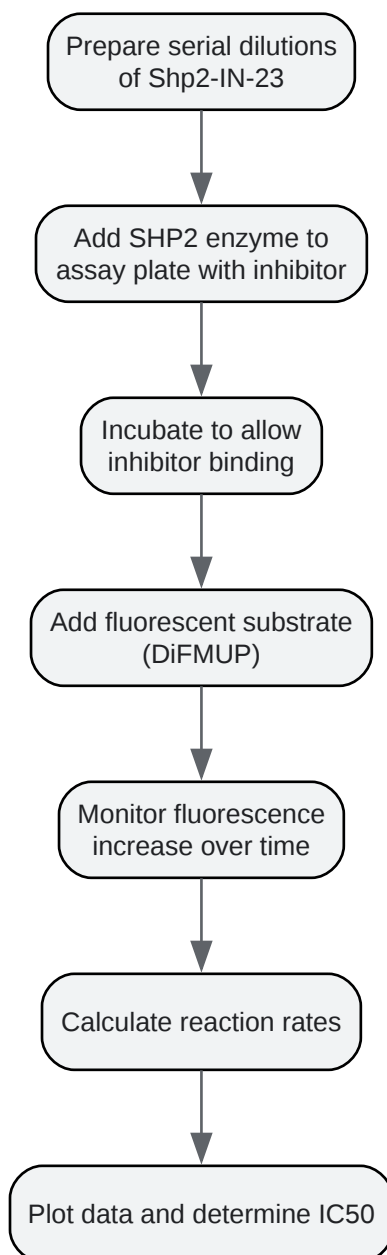 Prepare serial dilutions
of Shp2-IN-23
Add SHP2 enzyme to
assay plate with inhibitor
Incubate to allow
inhibitor binding
Add fluorescent substrate
(DiFMUP)
Monitor fluorescence
increase over time
Calculate reaction rates
Plot data and determine IC50